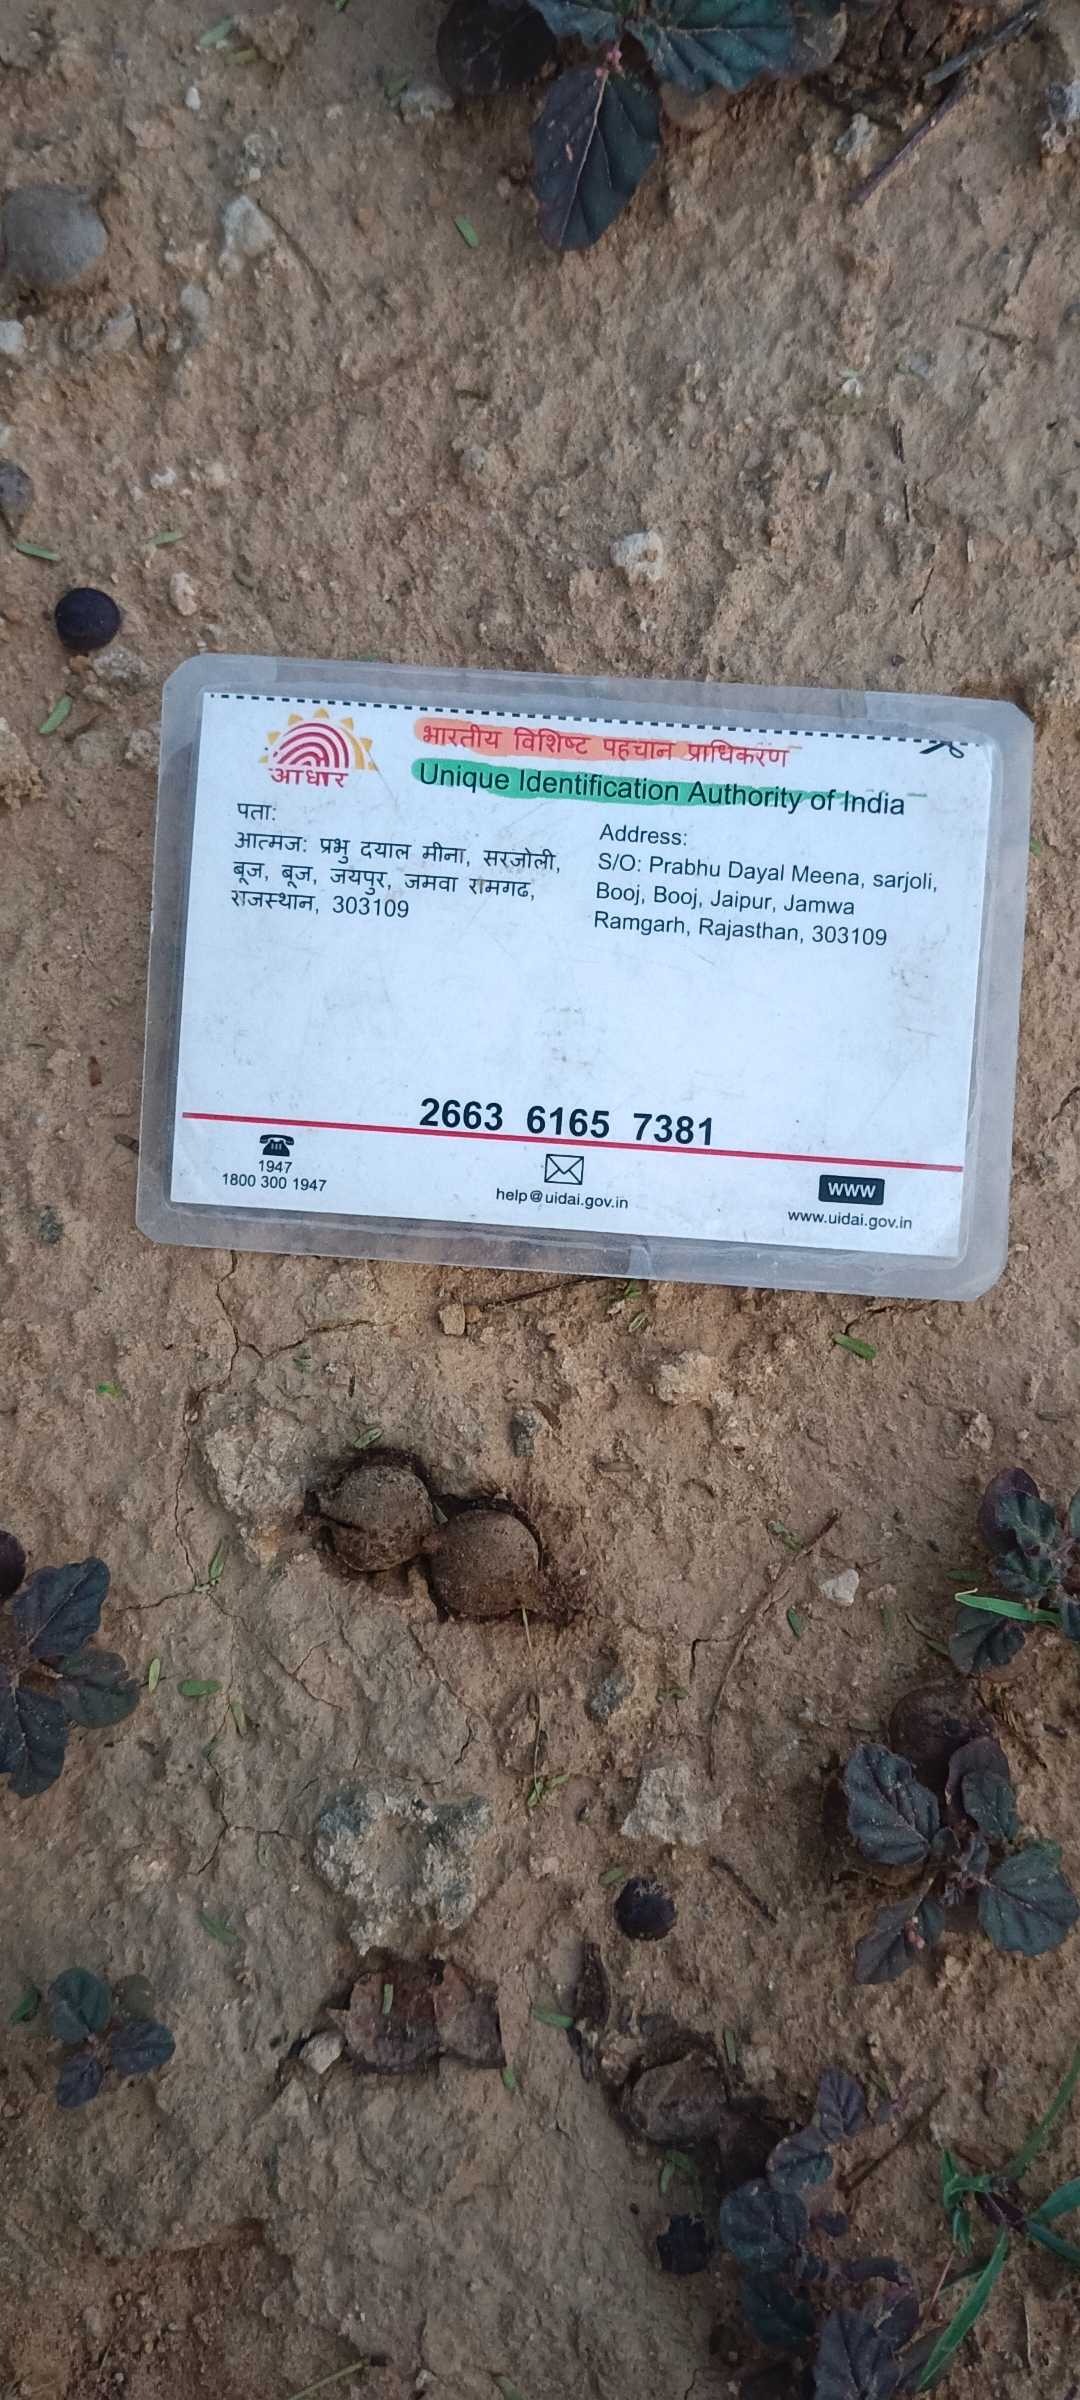 आधार
भारतीय विशिष्ट पहचान प्राधिकरण
Unique Identification Authority of India
पता:
आत्मज: प्रभु दयाल मीना, सरजोली,
बूज, बूज, जयपुर, जमवा रामगढ,
राजस्थान, 303109
Address:
S/O: Prabhu Dayal Meena, sarjoli,
Booj, Booj, Jaipur, Jamwa
Ramgarh, Rajasthan, 303109
2663 6165 7381
1947
1800 300 1947
help@uidai.gov.in
www
www.uidai.gov.in